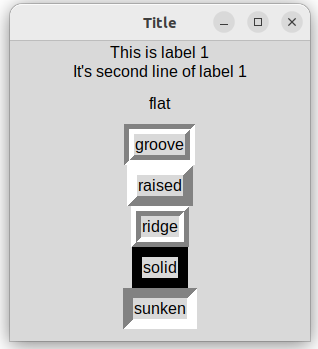 Title
This is label 1
It's second line of label 1
flat
groove
raised
ridge
solid
sunken